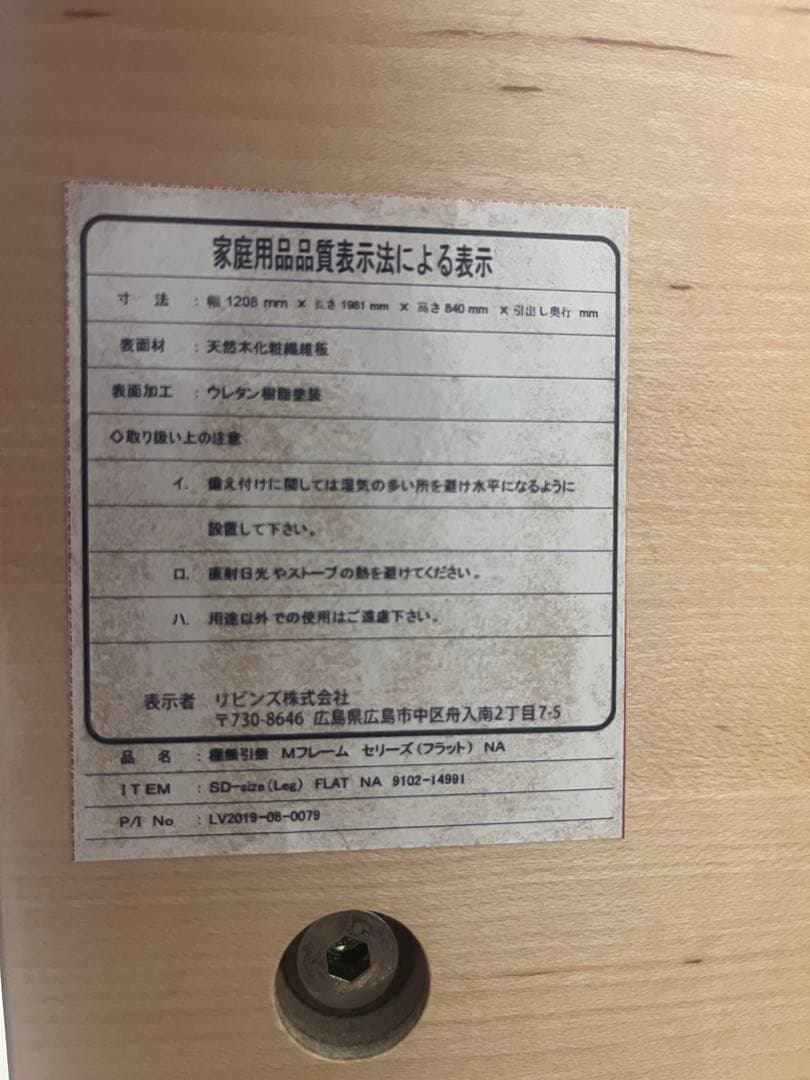 家庭用品品質表示法による表示
寸 法 : 幅 1208 mm × 長さ 1981 mm × 高さ 840 mm × 引出し奥行 mm
表面材 : 天然木化粧繊維板
表面加工 : ウレタン樹脂塗装
◇取り扱い上の注意
イ. 備え付けに関しては湿気の多い所を避け水平になるように
設置して下さい。
ロ. 直射日光やストーブの熱を避けてください。
ハ. 用途以外での使用はご遠慮下さい。
表示者 リビンズ株式会社
〒730-8646 広島県広島市中区舟入南2丁目7-5
品 名 : 棚無引無 Mフレーム セリーズ(フラット) NA
ITEM : SD-size(Leg) FLAT NA 9102-14991
P/I No : LV2019-08-0079